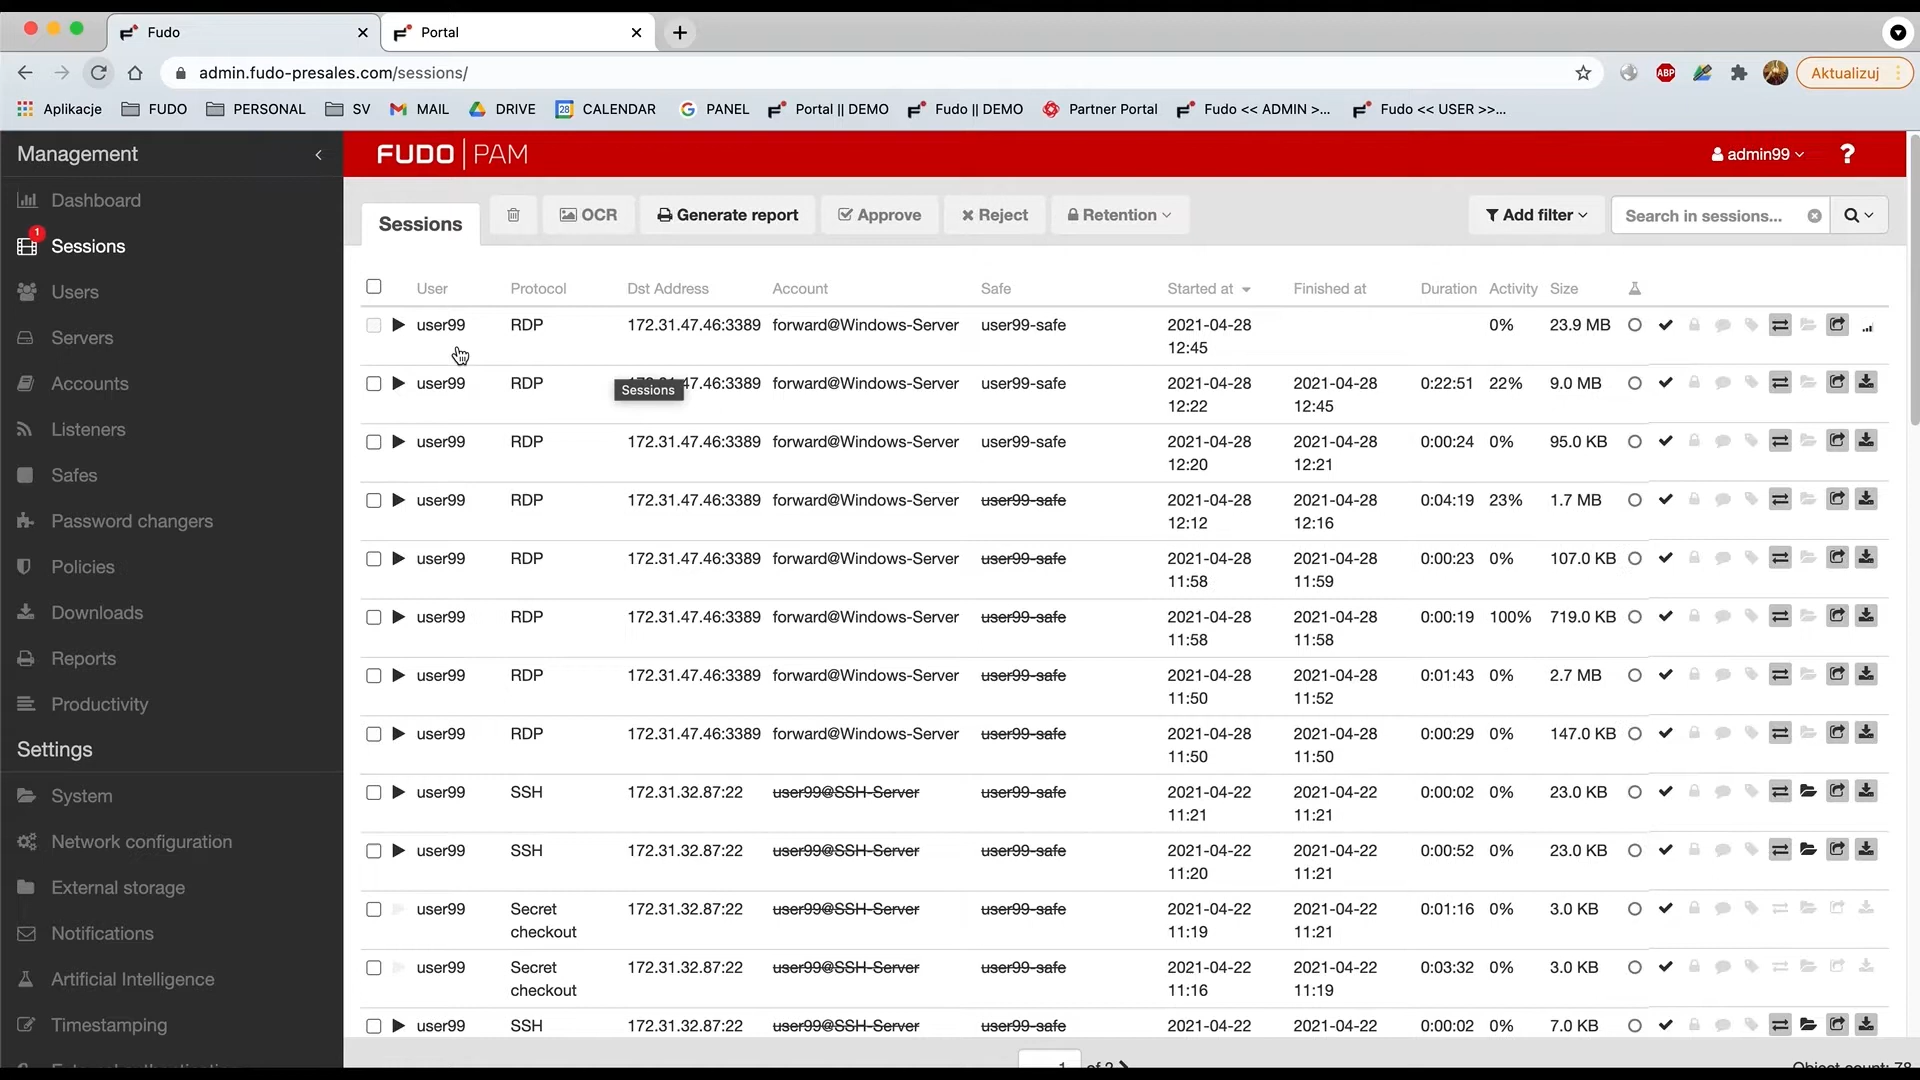 Fudo
Portal
admin.fudo-presales.com/sessions/
ABP
Aktualizuj
Aplikacje FUDO PERSONAL SV MAIL DRIVE 28 CALENDAR PANEL Portal || DEMO Fudo || DEMO Partner Portal Fudo << ADMIN >... Fudo << USER >>...
Management
Dashboard
1
Sessions
Users
Servers
Accounts
Listeners
Safes
Password changers
Policies
Downloads
Reports
Productivity
Settings
System
Network configuration
External storage
Notifications
Artificial Intelligence
Timestamping
FUDO | PAM
admin99
?
Sessions OCR Generate report Approve Reject Retention Add filter Search in sessions...
User Protocol Dst Address Account Safe Started at Finished at Duration Activity Size
user99 RDP 172.31.47.46:3389 forward@Windows-Server user99-safe 2021-04-28 0% 23.9 MB
12:45
user99 RDP 47.46:3389 forward@Windows-Server user99-safe 2021-04-28 2021-04-28 0:22:51 22% 9.0 MB
Sessions
12:22 12:45
user99 RDP 172.31.47.46:3389 forward@Windows-Server user99-safe 2021-04-28 2021-04-28 0:00:24 0% 95.0 KB
12:20 12:21
user99 RDP 172.31.47.46:3389 forward@Windows-Server user99-safe 2021-04-28 2021-04-28 0:04:19 23% 1.7 MB
12:12 12:16
user99 RDP 172.31.47.46:3389 forward@Windows-Server user99-safe 2021-04-28 2021-04-28 0:00:23 0% 107.0 KB
11:58 11:59
user99 RDP 172.31.47.46:3389 forward@Windows-Server user99-safe 2021-04-28 2021-04-28 0:00:19 100% 719.0 KB
11:58 11:58
user99 RDP 172.31.47.46:3389 forward@Windows-Server user99-safe 2021-04-28 2021-04-28 0:01:43 0% 2.7 MB
11:50 11:52
user99 RDP 172.31.47.46:3389 forward@Windows-Server user99-safe 2021-04-28 2021-04-28 0:00:29 0% 147.0 KB
11:50 11:50
user99 SSH 172.31.32.87:22 user99@SSH-Server user99-safe 2021-04-22 2021-04-22 0:00:02 0% 23.0 KB
11:21 11:21
user99 SSH 172.31.32.87:22 user99@SSH-Server user99-safe 2021-04-22 2021-04-22 0:00:52 0% 23.0 KB
11:20 11:21
user99 Secret 172.31.32.87:22 user99@SSH-Server user99-safe 2021-04-22 2021-04-22 0:01:16 0% 3.0 KB
checkout 11:19 11:21
user99 Secret 172.31.32.87:22 user99@SSH-Server user99-safe 2021-04-22 2021-04-22 0:03:32 0% 3.0 KB
checkout 11:16 11:19
user99 SSH 172.31.32.87:22 user99@SSH-Server user99-safe 2021-04-22 2021-04-22 0:00:02 0% 7.0 KB
1 of 2 Object count: 78